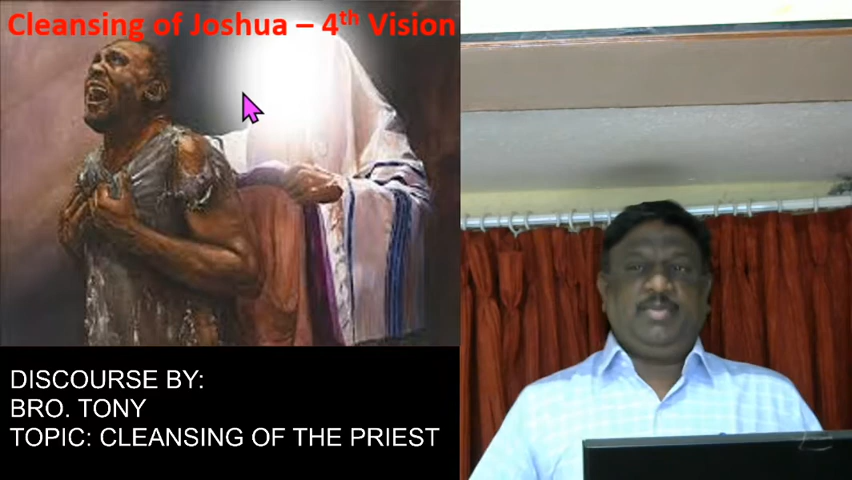 Cleansing of Joshua – 4th Vision
DISCOURSE BY:
BRO. TONY
TOPIC: CLEANSING OF THE PRIEST